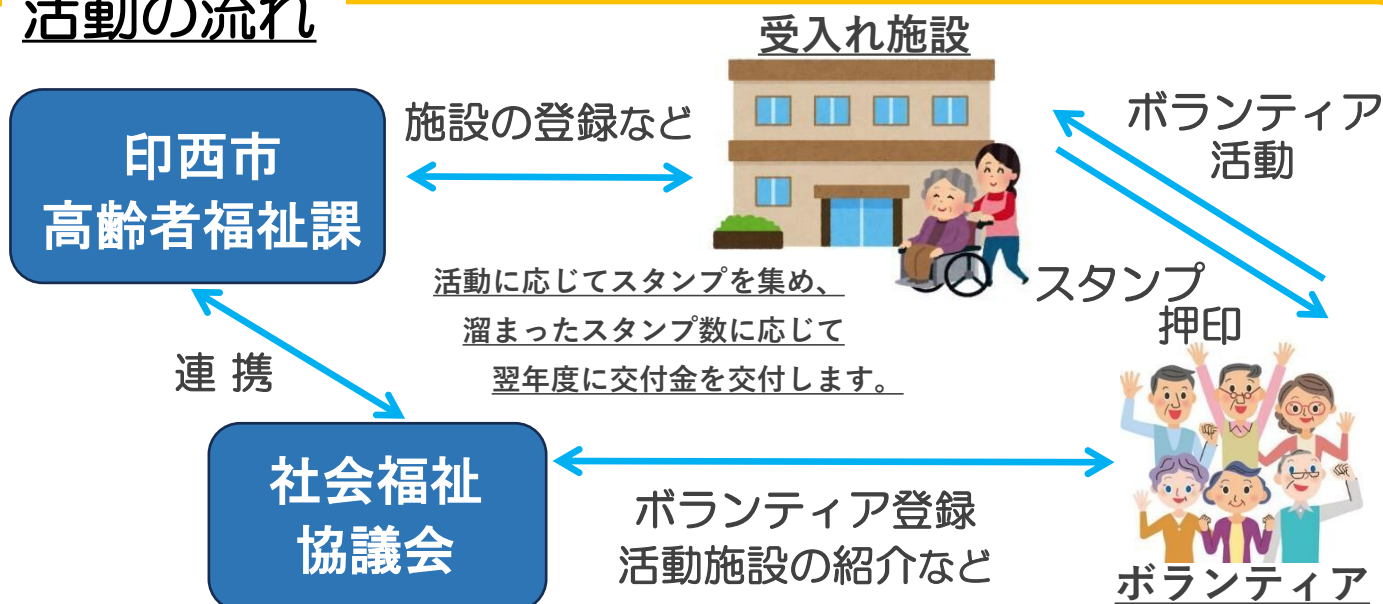 活動の流れ
受入れ施設
印西市
高齢者福祉課
施設の登録など
ボランティア
活動
スタンプ
押印
活動に応じてスタンプを集め、
溜まったスタンプ数に応じて
翌年度に交付金を交付します。
連 携
社会福祉
協議会
ボランティア登録
活動施設の紹介など
ボランティア